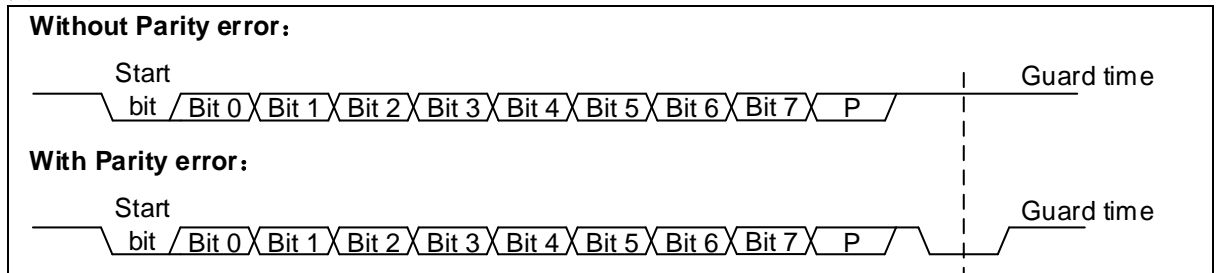 Without Parity error：
Start Guard time
bit Bit 0 Bit 1 Bit 2 Bit 3 Bit 4 Bit 5 Bit 6 Bit 7 P
With Parity error：
Start Guard time
bit Bit 0 Bit 1 Bit 2 Bit 3 Bit 4 Bit 5 Bit 6 Bit 7 P